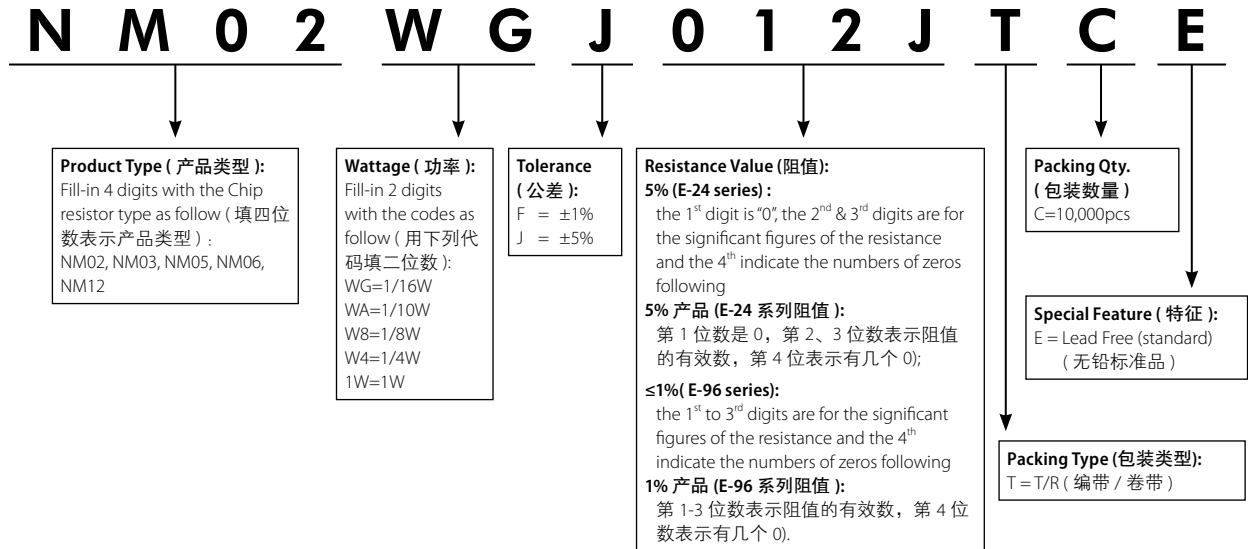 N M 0 2 W G J 0 1 2 J T C E
Product Type ( 产品类型 ):
Fill-in 4 digits with the Chip
resistor type as follow ( 填四位
数表示产品类型 ) :
NM02, NM03, NM05, NM06,
NM12
Wattage ( 功率 ):
Fill-in 2 digits
with the codes as
follow ( 用下列代
码填二位数 ):
WG=1/16W
WA=1/10W
W8=1/8W
W4=1/4W
1W=1W
Tolerance
( 公差 ):
F = ±1%
J = ±5%
Resistance Value (阻值):
5% (E-24 series) :
the 1st digit is “0”, the 2nd & 3rd digits are for
the significant figures of the resistance
and the 4th indicate the numbers of zeros
following
5% 产品 (E-24 系列阻值 ):
第 1 位数是 0，第 2、3 位数表示阻值
的有效数，第 4 位表示有几个 0);
≤1%( E-96 series):
the 1st to 3rd digits are for the significant
figures of the resistance and the 4th
indicate the numbers of zeros following
1% 产品 (E-96 系列阻值 ):
第 1-3 位数表示阻值的有效数，第 4 位
数表示有几个 0).
Packing Qty.
( 包装数量 )
C=10,000pcs
Special Feature ( 特征 ):
E = Lead Free (standard)
( 无铅标准品 )
Packing Type (包装类型):
T = T/R ( 编带 / 卷带 )